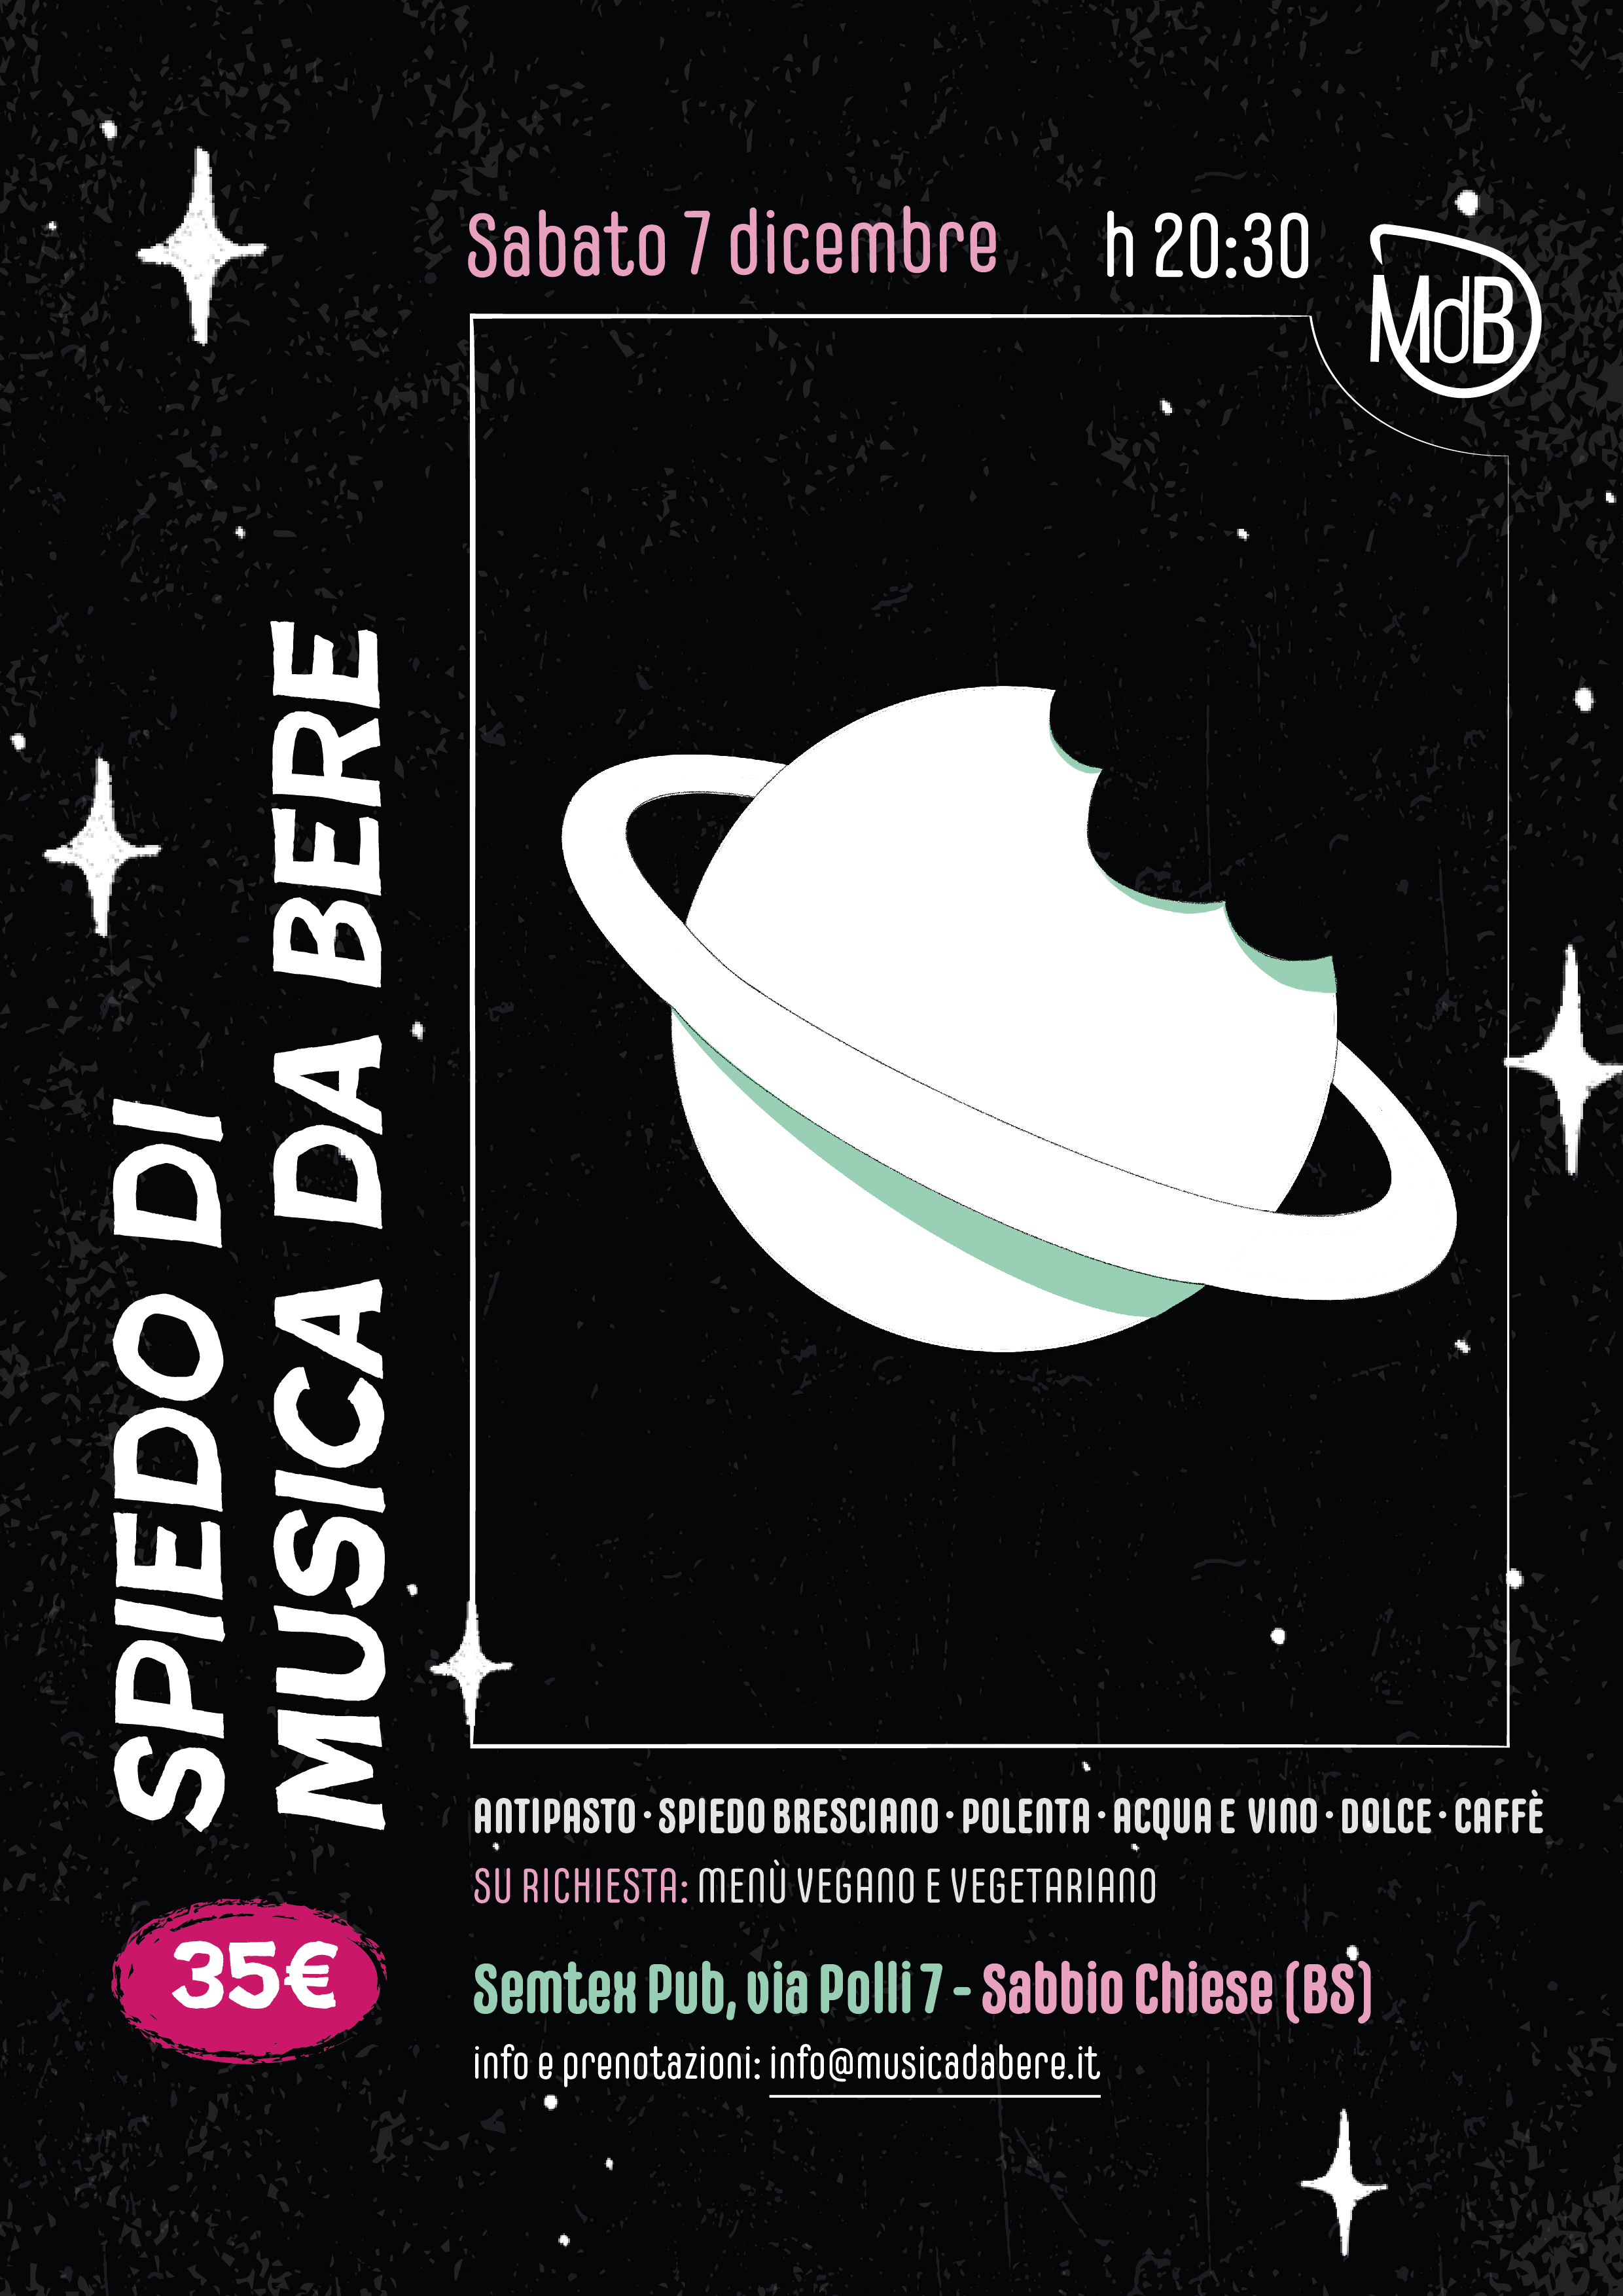 Sabato 7 dicembre h 20:30
MdB
SPIEDO DI
MUSICA DA BERE
ANTIPASTO · SPIEDO BRESCIANO · POLENTA · ACQUA E VINO · DOLCE · CAFFÈ
SU RICHIESTA: MENÙ VEGANO E VEGETARIANO
35€
Semtex Pub, via Polli 7 - Sabbio Chiese (BS)
info e prenotazioni: info@musicadabere.it